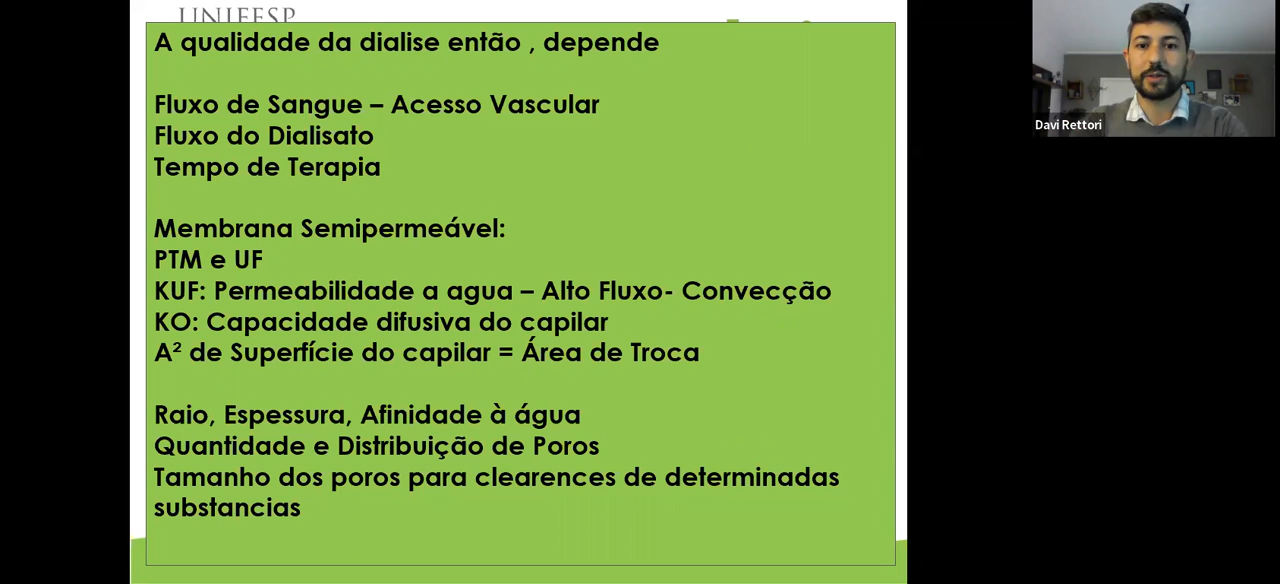 UNIFESP
A qualidade da dialise então , depende
Fluxo de Sangue – Acesso Vascular
Fluxo do Dialisato
Tempo de Terapia
Membrana Semipermeável:
PTM e UF
KUF: Permeabilidade a agua – Alto Fluxo- Convecção
KO: Capacidade difusiva do capilar
A² de Superfície do capilar = Área de Troca
Raio, Espessura, Afinidade à água
Quantidade e Distribuição de Poros
Tamanho dos poros para clearences de determinadas
substancias
Davi Rettori